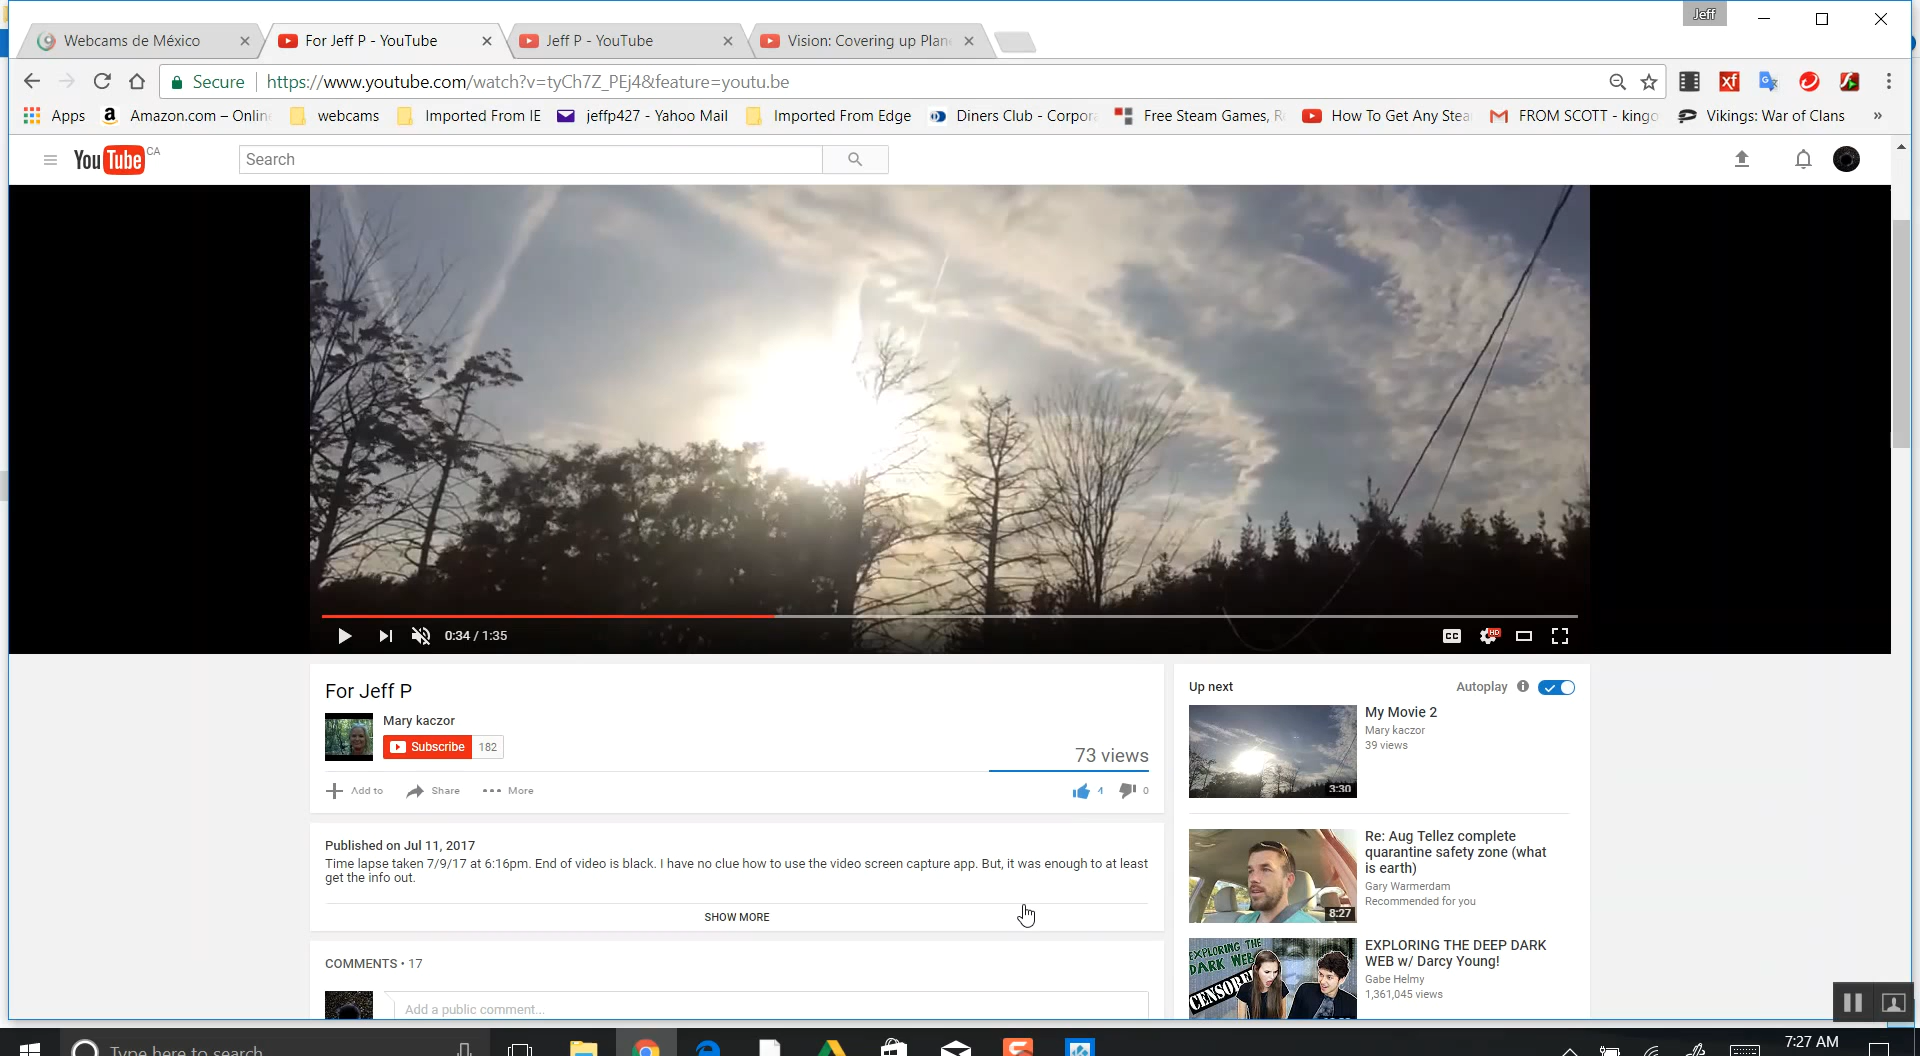 Jeff
Webcams de México
For Jeff P - YouTube
Jeff P - YouTube
Vision: Covering up Plan
Secure
https://www.youtube.com/watch?v=tyCh7Z_PEj4&feature=youtu.be
Apps
Amazon.com – Onlin
webcams
Imported From IE
jeffp427 - Yahoo Mail
Imported From Edge
Diners Club - Corpor
Free Steam Games, R
How To Get Any Stea
FROM SCOTT - kingo
Vikings: War of Clans
»
YouTube CA
Search
0:34 / 1:35
CC
HD
For Jeff P
Mary kaczor
Subscribe 182
73 views
Add to
Share
More
4
0
Published on Jul 11, 2017
Time lapse taken 7/9/17 at 6:16pm. End of video is black. I have no clue how to use the video screen capture app. But, it was enough to at least
get the info out.
SHOW MORE
COMMENTS • 17
Add a public comment...
Up next
Autoplay
My Movie 2
Mary kaczor
39 views
3:30
Re: Aug Tellez complete
quarantine safety zone (what
is earth)
Gary Warmerdam
Recommended for you
8:27
EXPLORING THE DEEP DARK
WEB w/ Darcy Young!
Gabe Helmy
1,361,045 views
EXPLORING THE
DARK WEB
CENSORED
Type here to search
7:27 AM